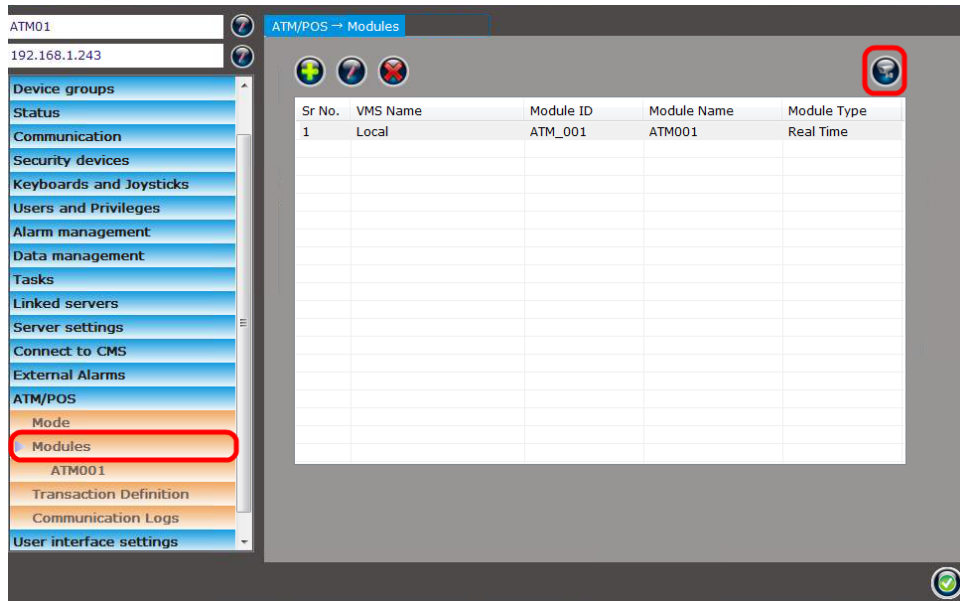 ATM01
192.168.1.243
Device groups
Status
Communication
Security devices
Keyboards and Joysticks
Users and Privileges
Alarm management
Data management
Tasks
Linked servers
Server settings
Connect to CMS
External Alarms
ATM/POS
Mode
Modules
ATM001
Transaction Definition
Communication Logs
User interface settings
ATM/POS → Modules
Sr No. VMS Name Module ID Module Name Module Type
1 Local ATM_001 ATM001 Real Time